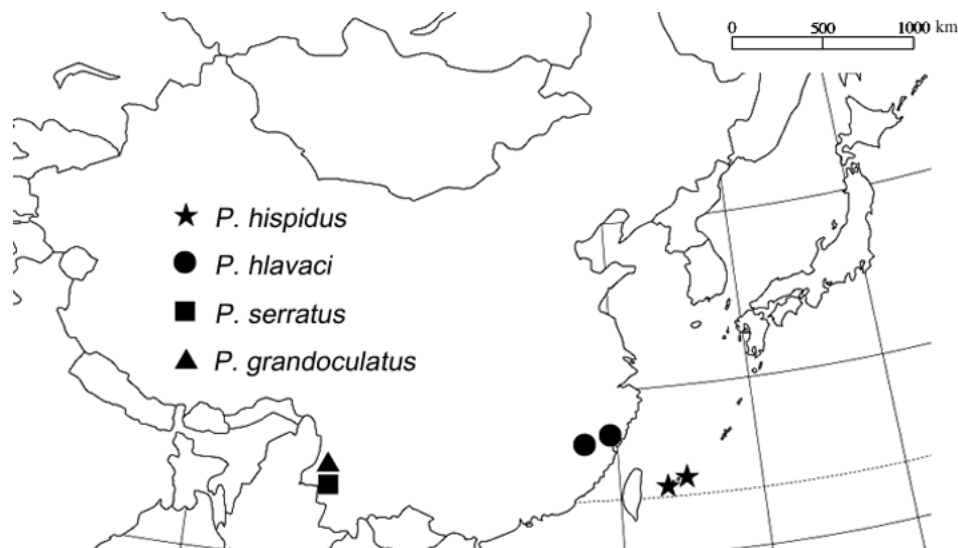 0 500 1000 km
P. hispidus
P. hlavaci
P. serratus
P. grandoculatus